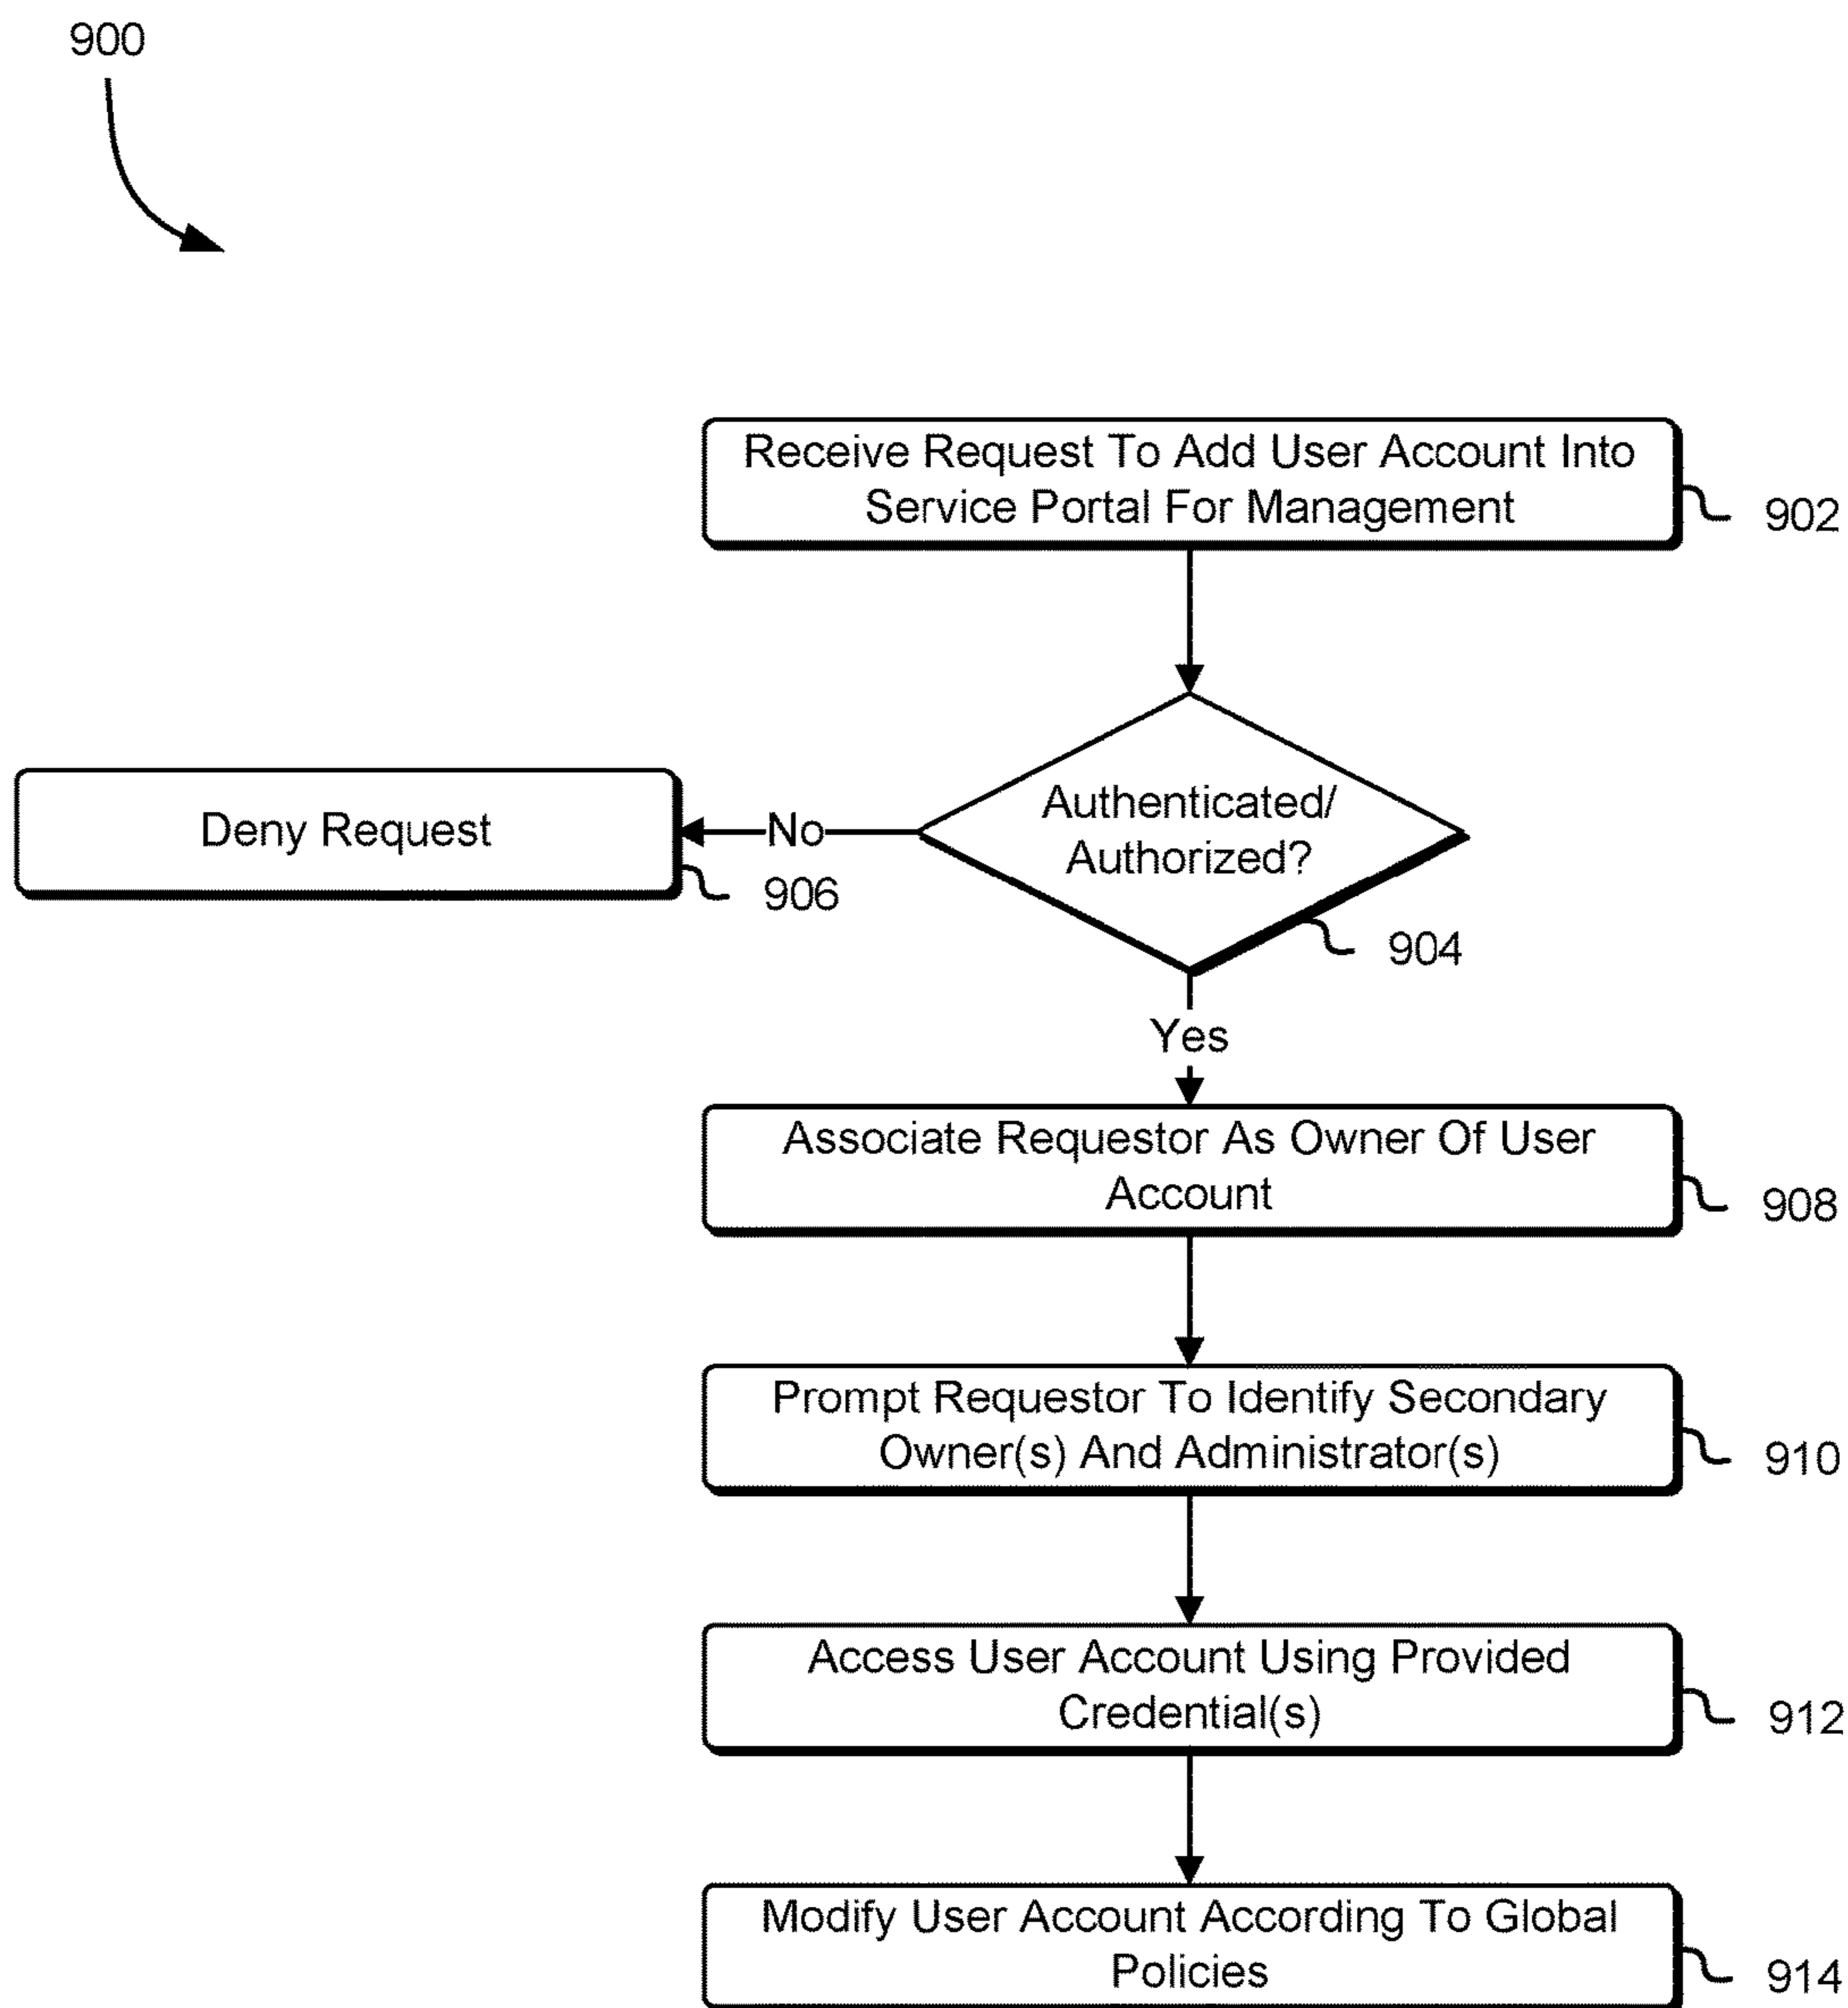 900
Receive Request To Add User Account Into
Service Portal For Management
902
Authenticated/
Authorized?
904
No
Deny Request
906
Yes
Associate Requestor As Owner Of User
Account
908
Prompt Requestor To Identify Secondary
Owner(s) And Administrator(s)
910
Access User Account Using Provided
Credential(s)
912
Modify User Account According To Global
Policies
914